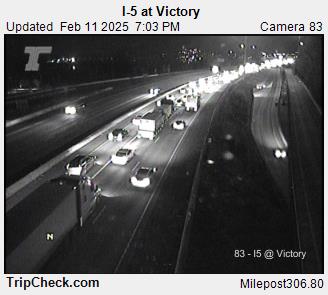 I-5 at Victory
Updated Feb 11 2025 7:03 PM Camera 83
T
N
83 - I5 @ Victory
TripCheck.com Milepost306.80